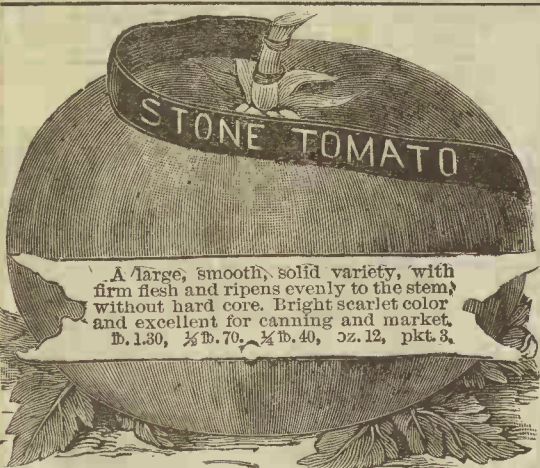 STONE TOMATO
A large, smooth, solid variety, with
firm flesh and ripens evenly to the stem,
without hard core. Bright scarlet color
and excellent for canning and market.
lb. 1.30, ½ lb. 70. ¼ lb. 40, oz. 12, pkt. 3.